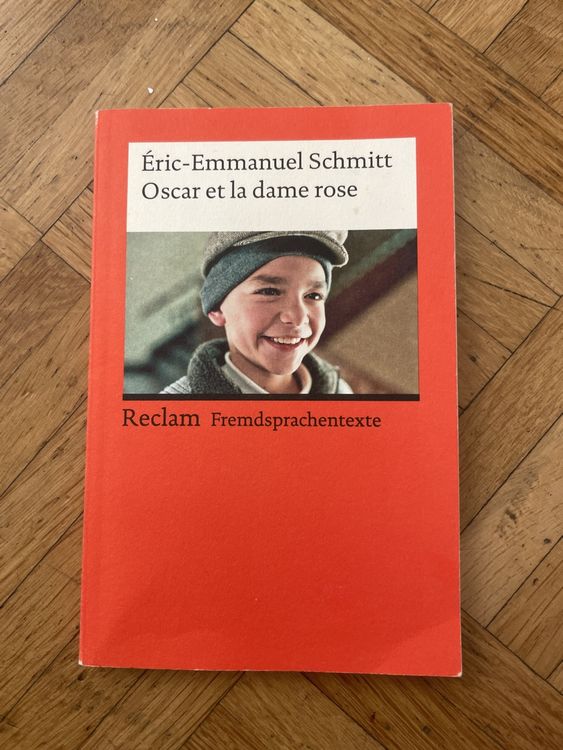 Éric-Emmanuel Schmitt
Oscar et la dame rose
Reclam Fremdsprachentexte